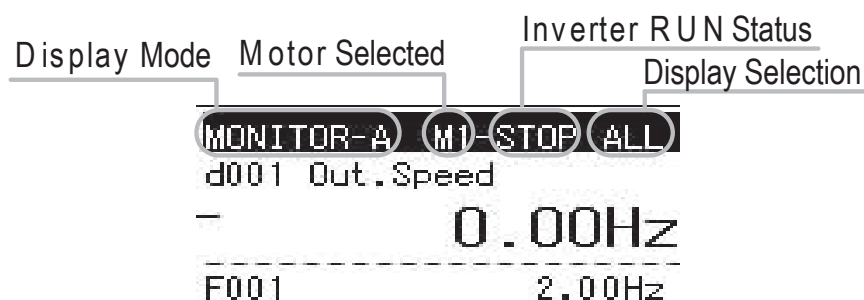 Inverter RUN Status
Display Mode Motor Selected
Display Selection
MONITOR-A M1-STOP ALL
d001 Out.Speed
0.00Hz
F001 2.00Hz